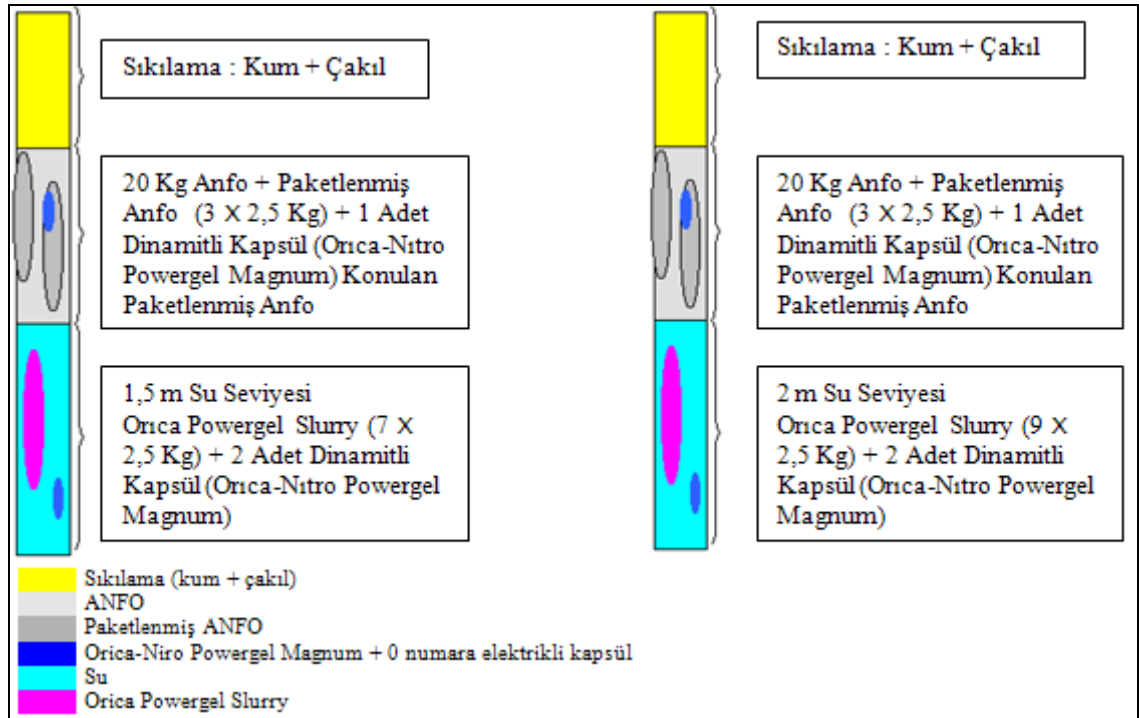 Sıkılama : Kum + Çakıl
20 Kg Anfo + Paketlenmiş
Anfo (3 X 2,5 Kg) + 1 Adet
Dinamitli Kapsül (Orıca-Nıtro
Powergel Magnum) Konulan
Paketlenmiş Anfo
1,5 m Su Seviyesi
Orıca Powergel Slurry (7 X
2,5 Kg) + 2 Adet Dinamitli
Kapsül (Orıca-Nıtro Powergel
Magnum)
Sıkılama : Kum + Çakıl
20 Kg Anfo + Paketlenmiş
Anfo (3 X 2,5 Kg) + 1 Adet
Dinamitli Kapsül (Orıca-Nıtro
Powergel Magnum) Konulan
Paketlenmiş Anfo
2 m Su Seviyesi
Orıca Powergel Slurry (9 X
2,5 Kg) + 2 Adet Dinamitli
Kapsül (Orıca-Nıtro Powergel
Magnum)
Sıkılama (kum + çakıl)
ANFO
Paketlenmiş ANFO
Orica-Niro Powergel Magnum + 0 numara elektrikli kapsül
Su
Orica Powergel Slurry